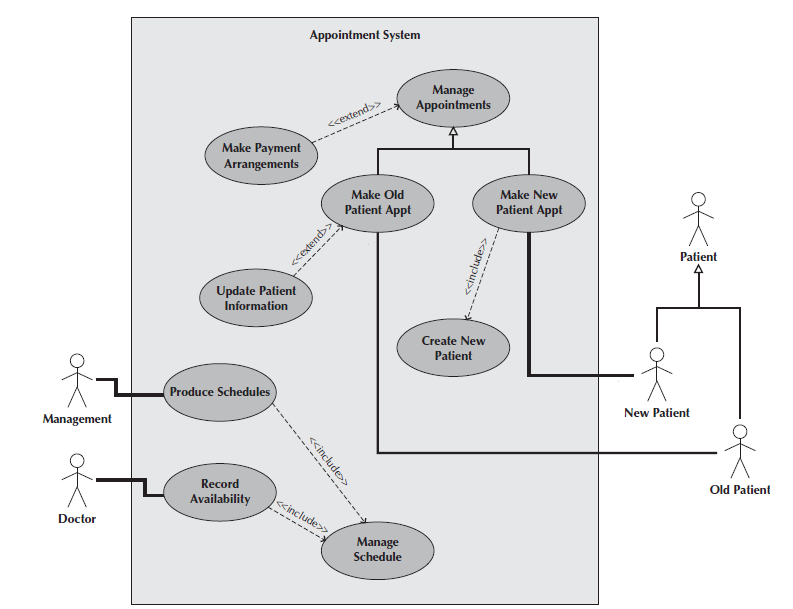 Appointment System
Manage
Appointments
<<extend>>
Make Payment
Arrangements
Make Old
Patient Appt
Make New
Patient Appt
<<extend>>
<<include>>
Patient
Update Patient
Information
Create New
Patient
Management
Produce Schedules
New Patient
<<include>>
Record
Availability
Doctor
<<include>>
Old Patient
Manage
Schedule